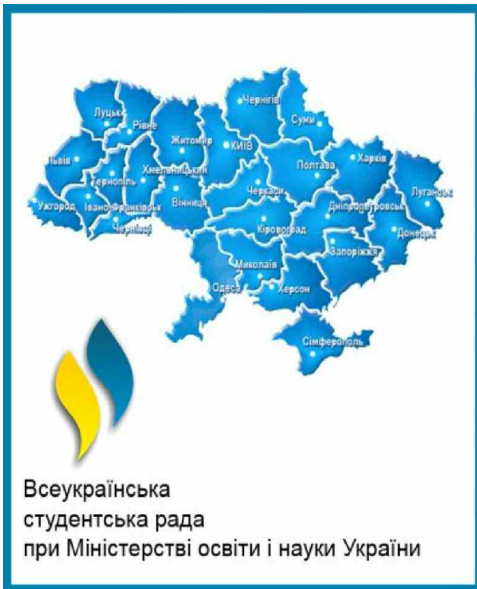 Чернігів
Луцьк
Суми
Рівне
Житомир
КИЇВ
Львів
Полтава
Харків
Хмельницький
Тернопіль
Черкаси
Луганськ
Ужгород
Івано-Франківськ
Вінниця
Дніпропетровськ
Чернівці
Кіровоград
Донецьк
Запоріжжя
Миколаїв
Одеса
Херсон
Сімферополь
Всеукраїнська
студентська рада
при Міністерстві освіти і науки України